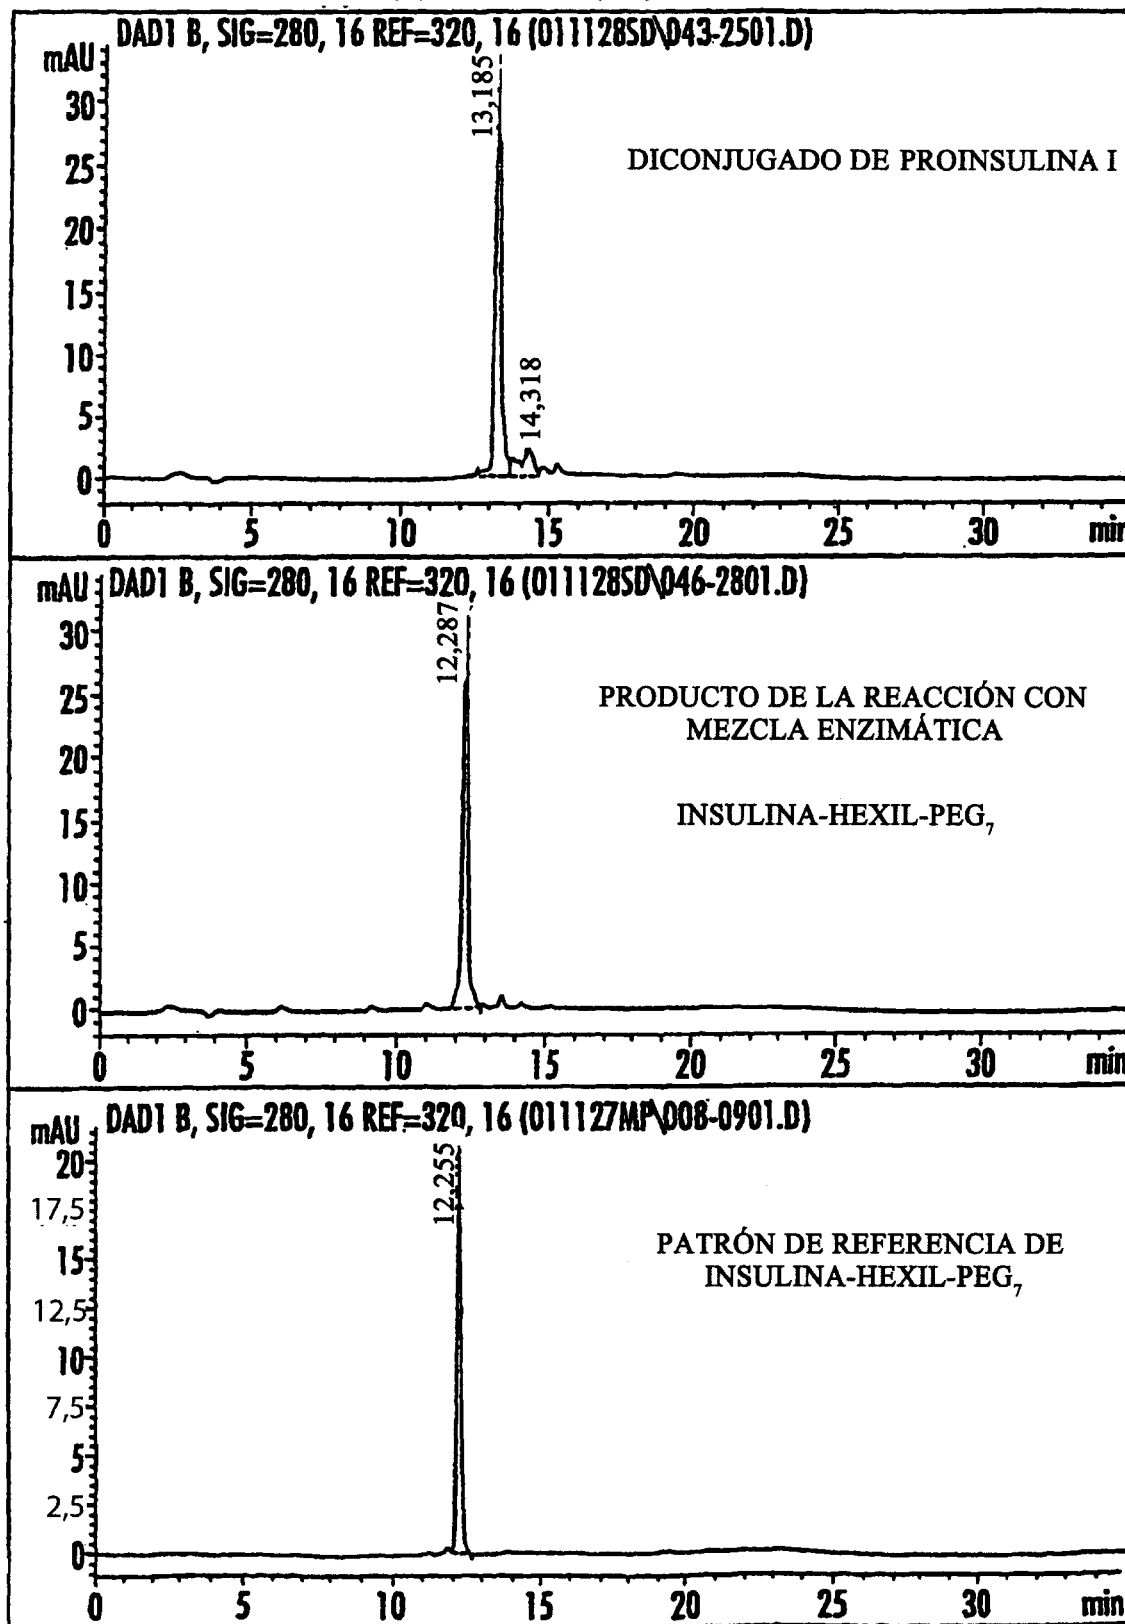 DAD1 B, SIG=280, 16 REF=320, 16 (011128SD\043-2501.D)
mAU
30
25
20
15
10
5
0
13,185
14,318
DICONJUGADO DE PROINSULINA I
0 5 10 15 20 25 30 min
DAD1 B, SIG=280, 16 REF=320, 16 (011128SD\046-2801.D)
mAU
30
25
20
15
10
5
0
12,287
PRODUCTO DE LA REACCIÓN CON
MEZCLA ENZIMÁTICA
INSULINA-HEXIL-PEG₇
0 5 10 15 20 25 30 min
DAD1 B, SIG=280, 16 REF=320, 16 (011127MP\008-0901.D)
mAU
20
17,5
15
12,5
10
7,5
5
2,5
0
12,255
PATRÓN DE REFERENCIA DE
INSULINA-HEXIL-PEG₇
0 5 10 15 20 25 30 min